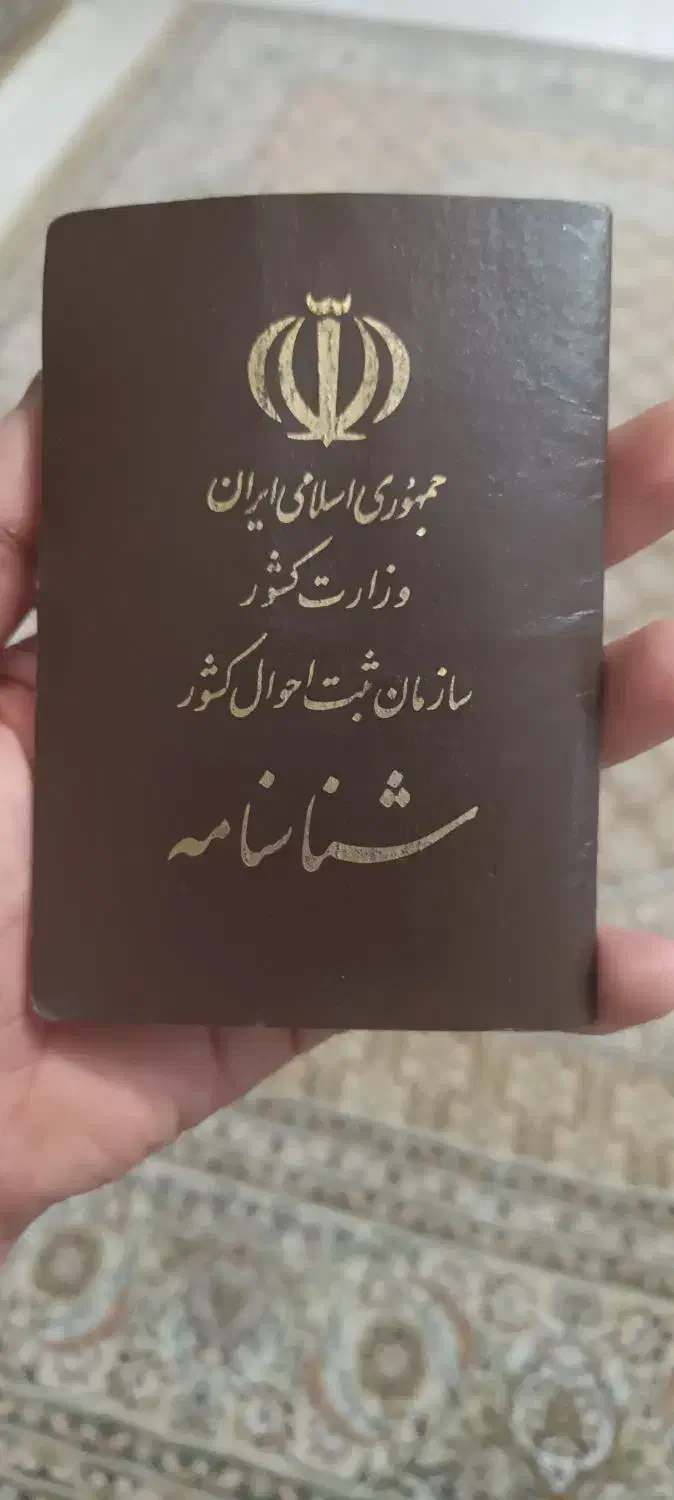 جمهوری اسلامی ایران
وزارت کشور
سازمان ثبت احوال کشور
شناسنامه